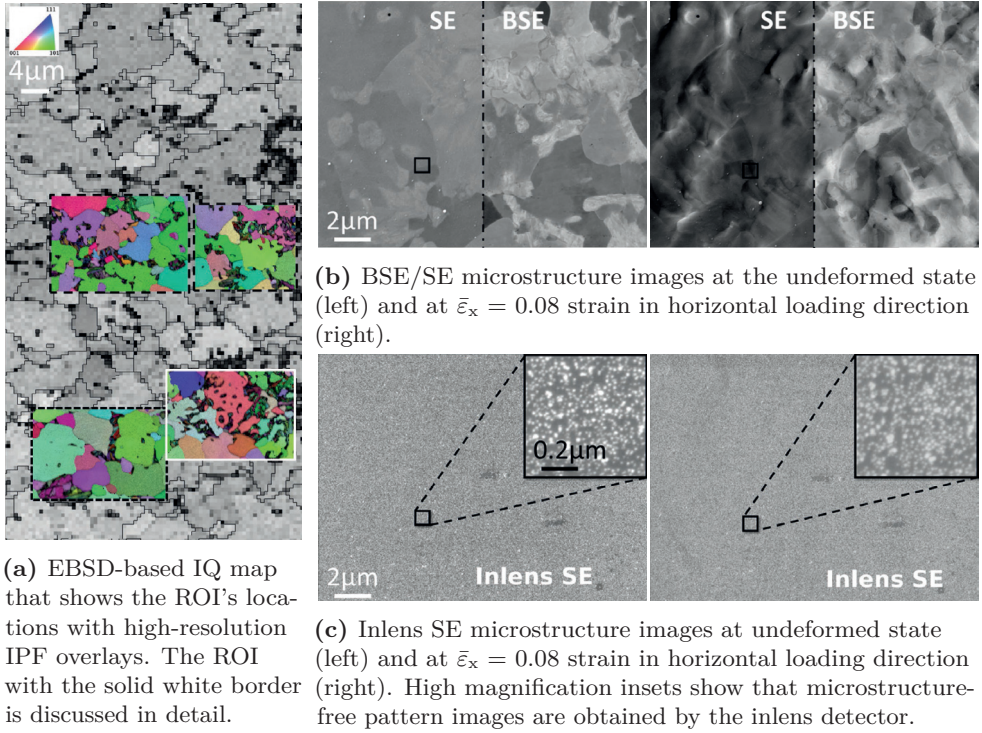 111
001 101
4µm
(a) EBSD-based IQ map
that shows the ROI's loca-
tions with high-resolution
IPF overlays. The ROI
with the solid white border
is discussed in detail.
SE BSE
2µm
SE BSE
(b) BSE/SE microstructure images at the undeformed state
(left) and at ε̄x = 0.08 strain in horizontal loading direction
(right).
0.2µm
Inlens SE
2µm
Inlens SE
(c) Inlens SE microstructure images at undeformed state
(left) and at ε̄x = 0.08 strain in horizontal loading direction
(right). High magnification insets show that microstructure-
free pattern images are obtained by the inlens detector.